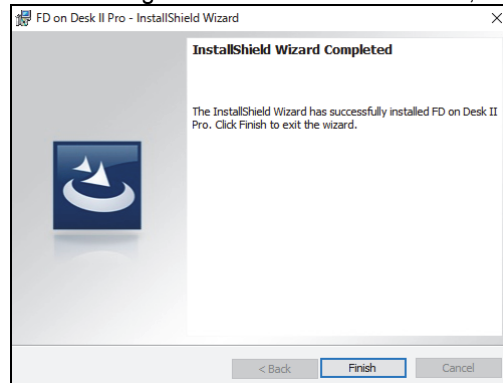 FD on Desk II Pro - InstallShield Wizard
InstallShield Wizard Completed
The InstallShield Wizard has successfully installed FD on Desk II
Pro. Click Finish to exit the wizard.
< Back
Finish
Cancel